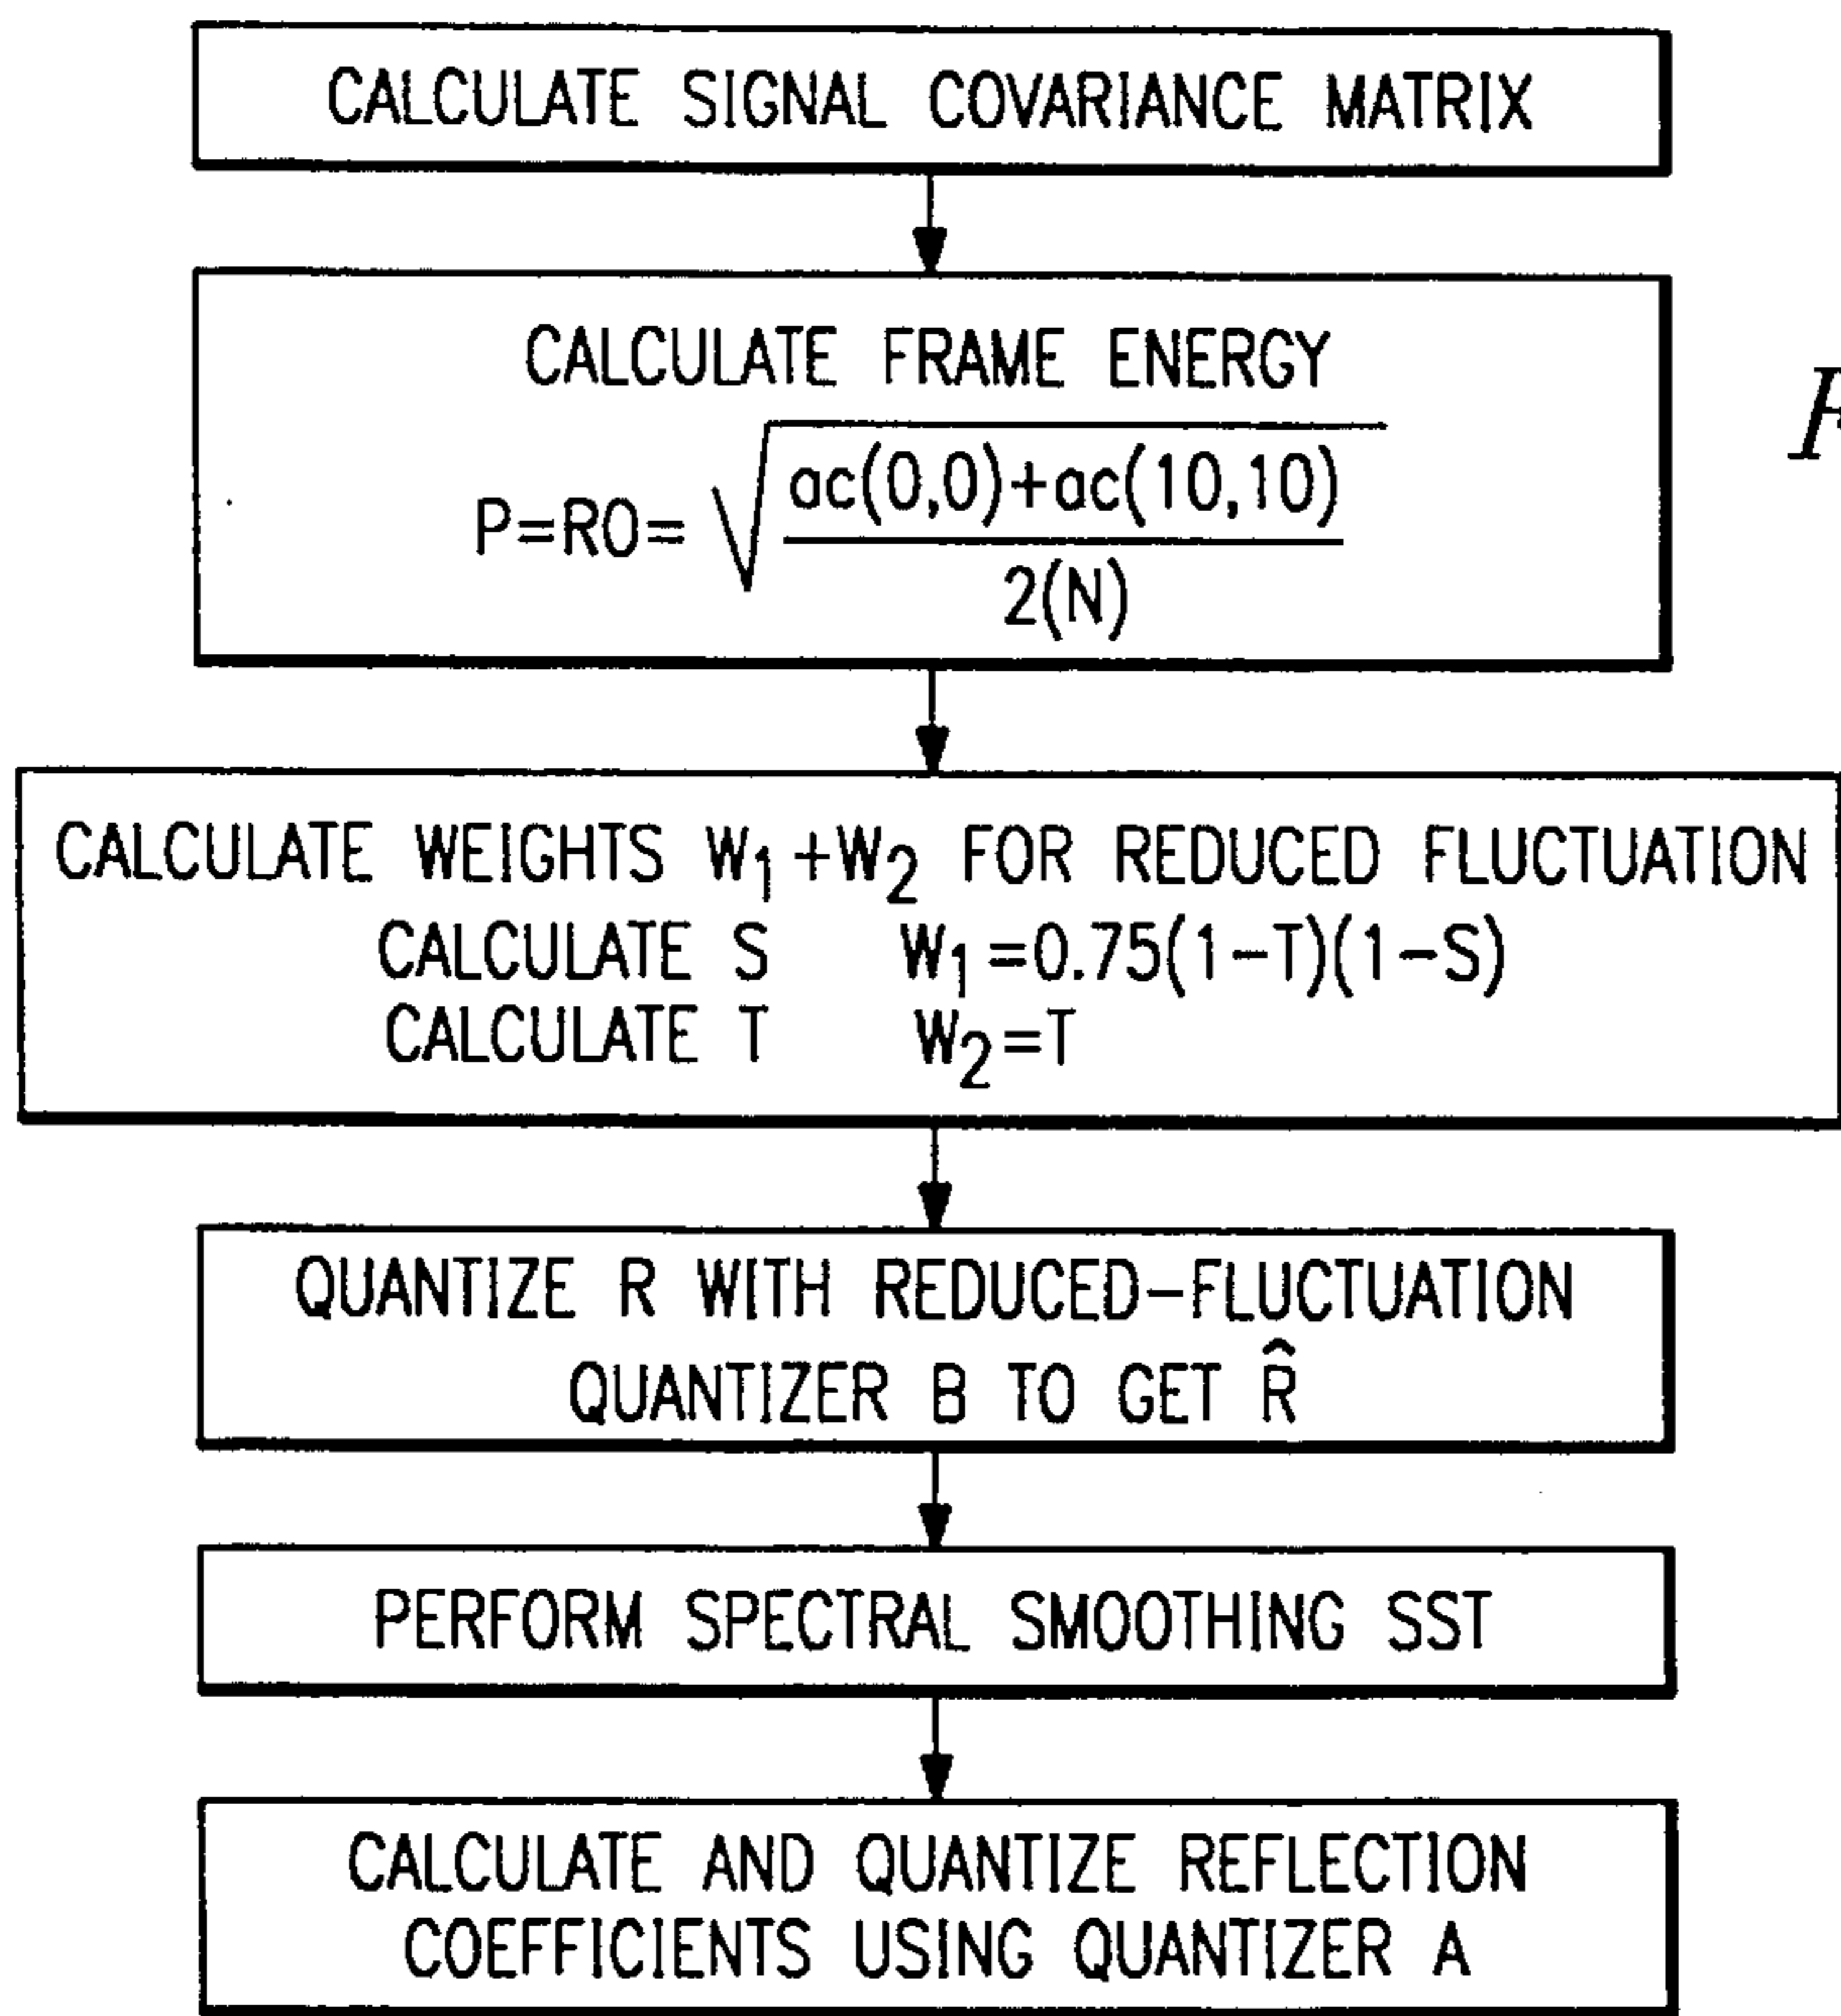 CALCULATE SIGNAL COVARIANCE MATRIX
CALCULATE FRAME ENERGY
P=RO= √ ac(0,0)+ac(10,10) / 2(N)
CALCULATE WEIGHTS W₁+W₂ FOR REDUCED FLUCTUATION
CALCULATE S W₁=0.75(1-T)(1-S)
CALCULATE T W₂=T
QUANTIZE R WITH REDUCED-FLUCTUATION
QUANTIZER B TO GET R̂
PERFORM SPECTRAL SMOOTHING SST
CALCULATE AND QUANTIZE REFLECTION
COEFFICIENTS USING QUANTIZER A